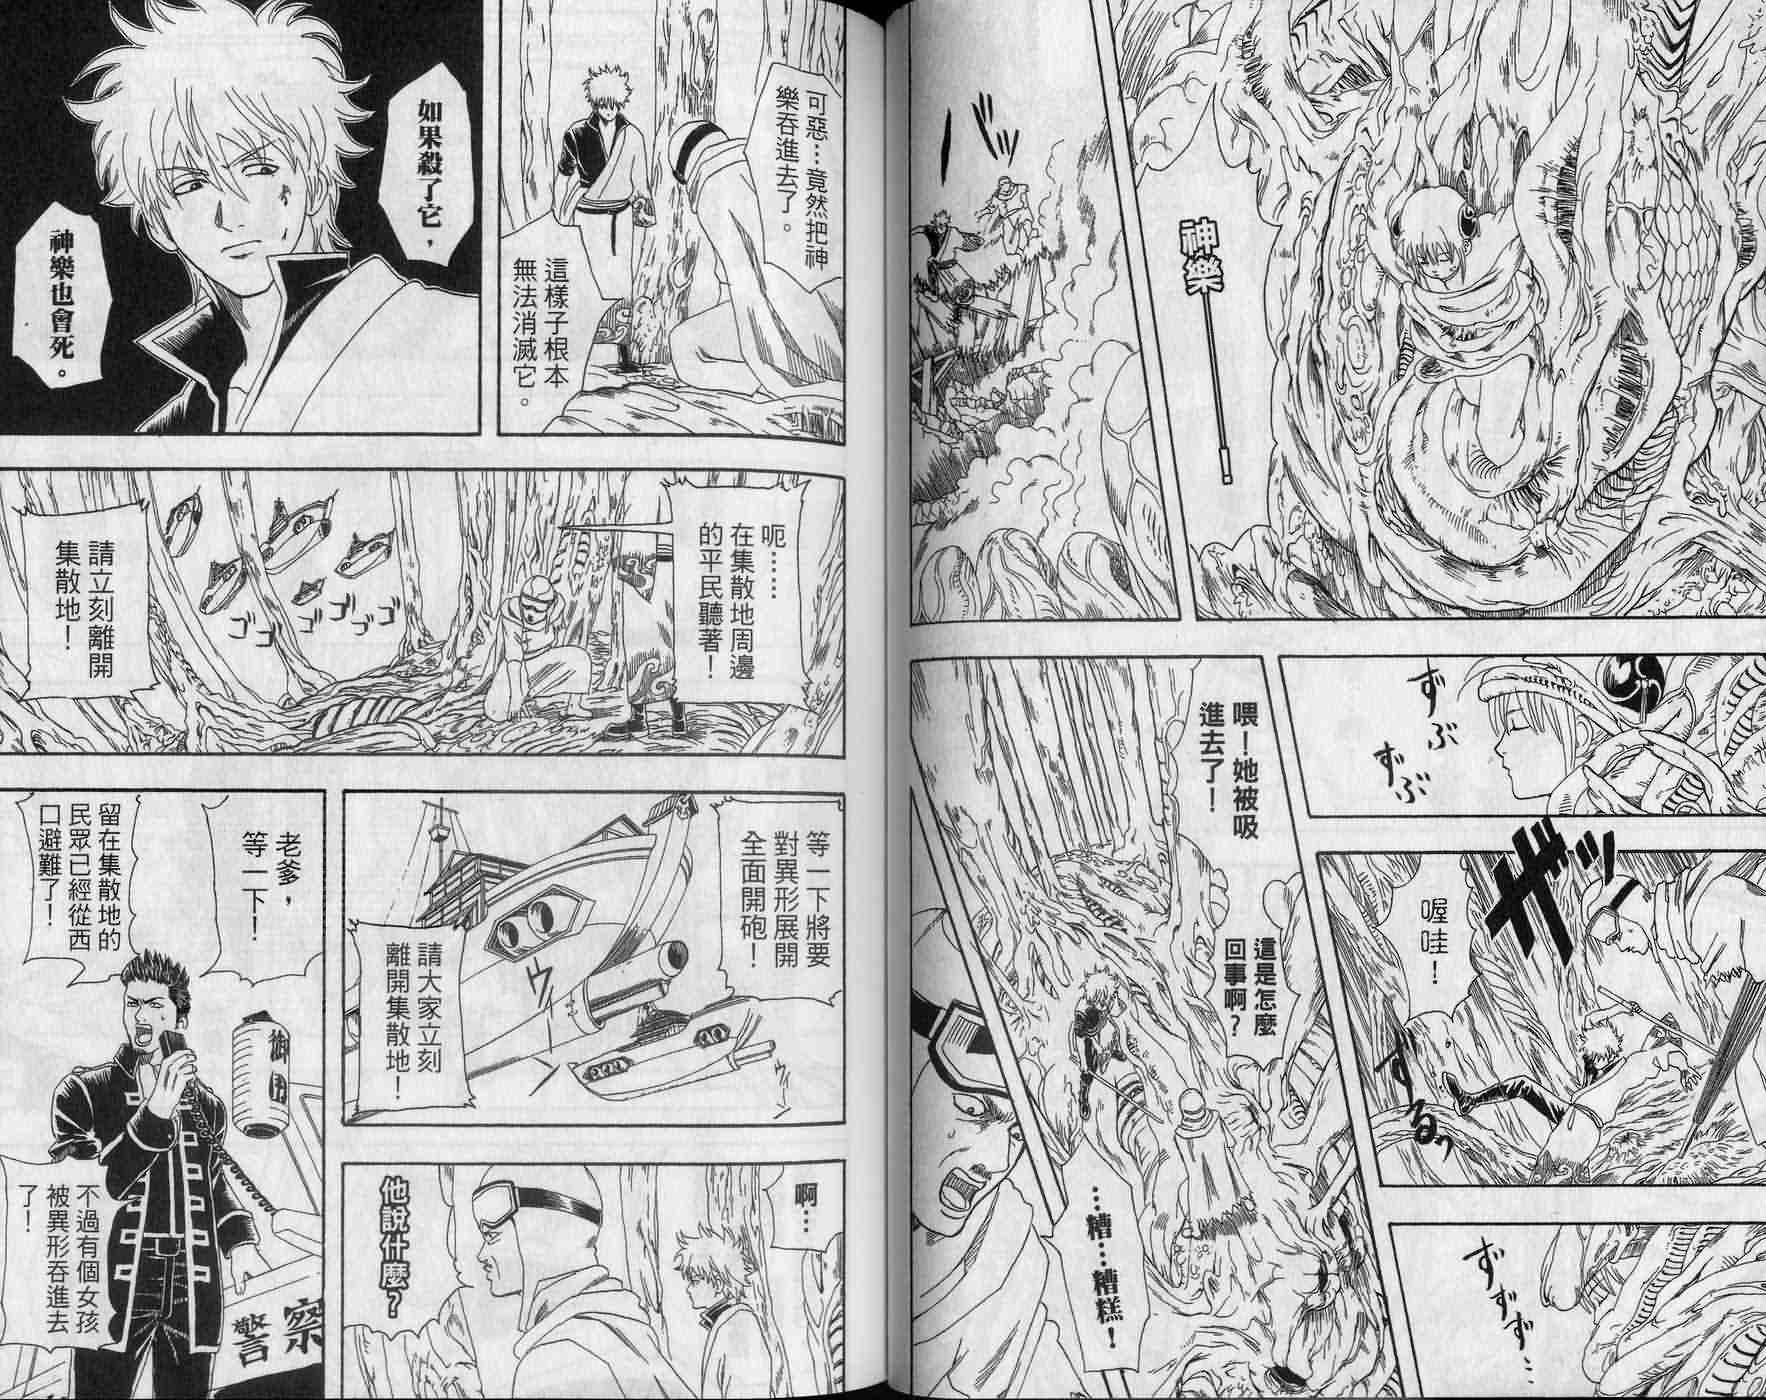 神樂
ずぶ
ずぶ
喂！她被吸
進去了！
ザッ
喔哇！
ずるっ
這是怎麼
回事啊？
…糟…糟糕！
ずずず…
可惡…竟然把神
樂吞進去了。
這樣子根本
無法消滅它。
如果殺了它，
神樂也會死。
呃……
在集散地周邊
的平民聽著！
ゴゴゴ
ゴゴ
請立刻離開
集散地！
等一下將要
對異形展開
全面開砲！
ウィーン
請大家立刻
離開集散地！
老爹，
等一下！
留在集散地的
民眾已經從西
口避難了！
御用
警察
不過有個女孩
被異形吞進去
了！
啊…
他說什麼？